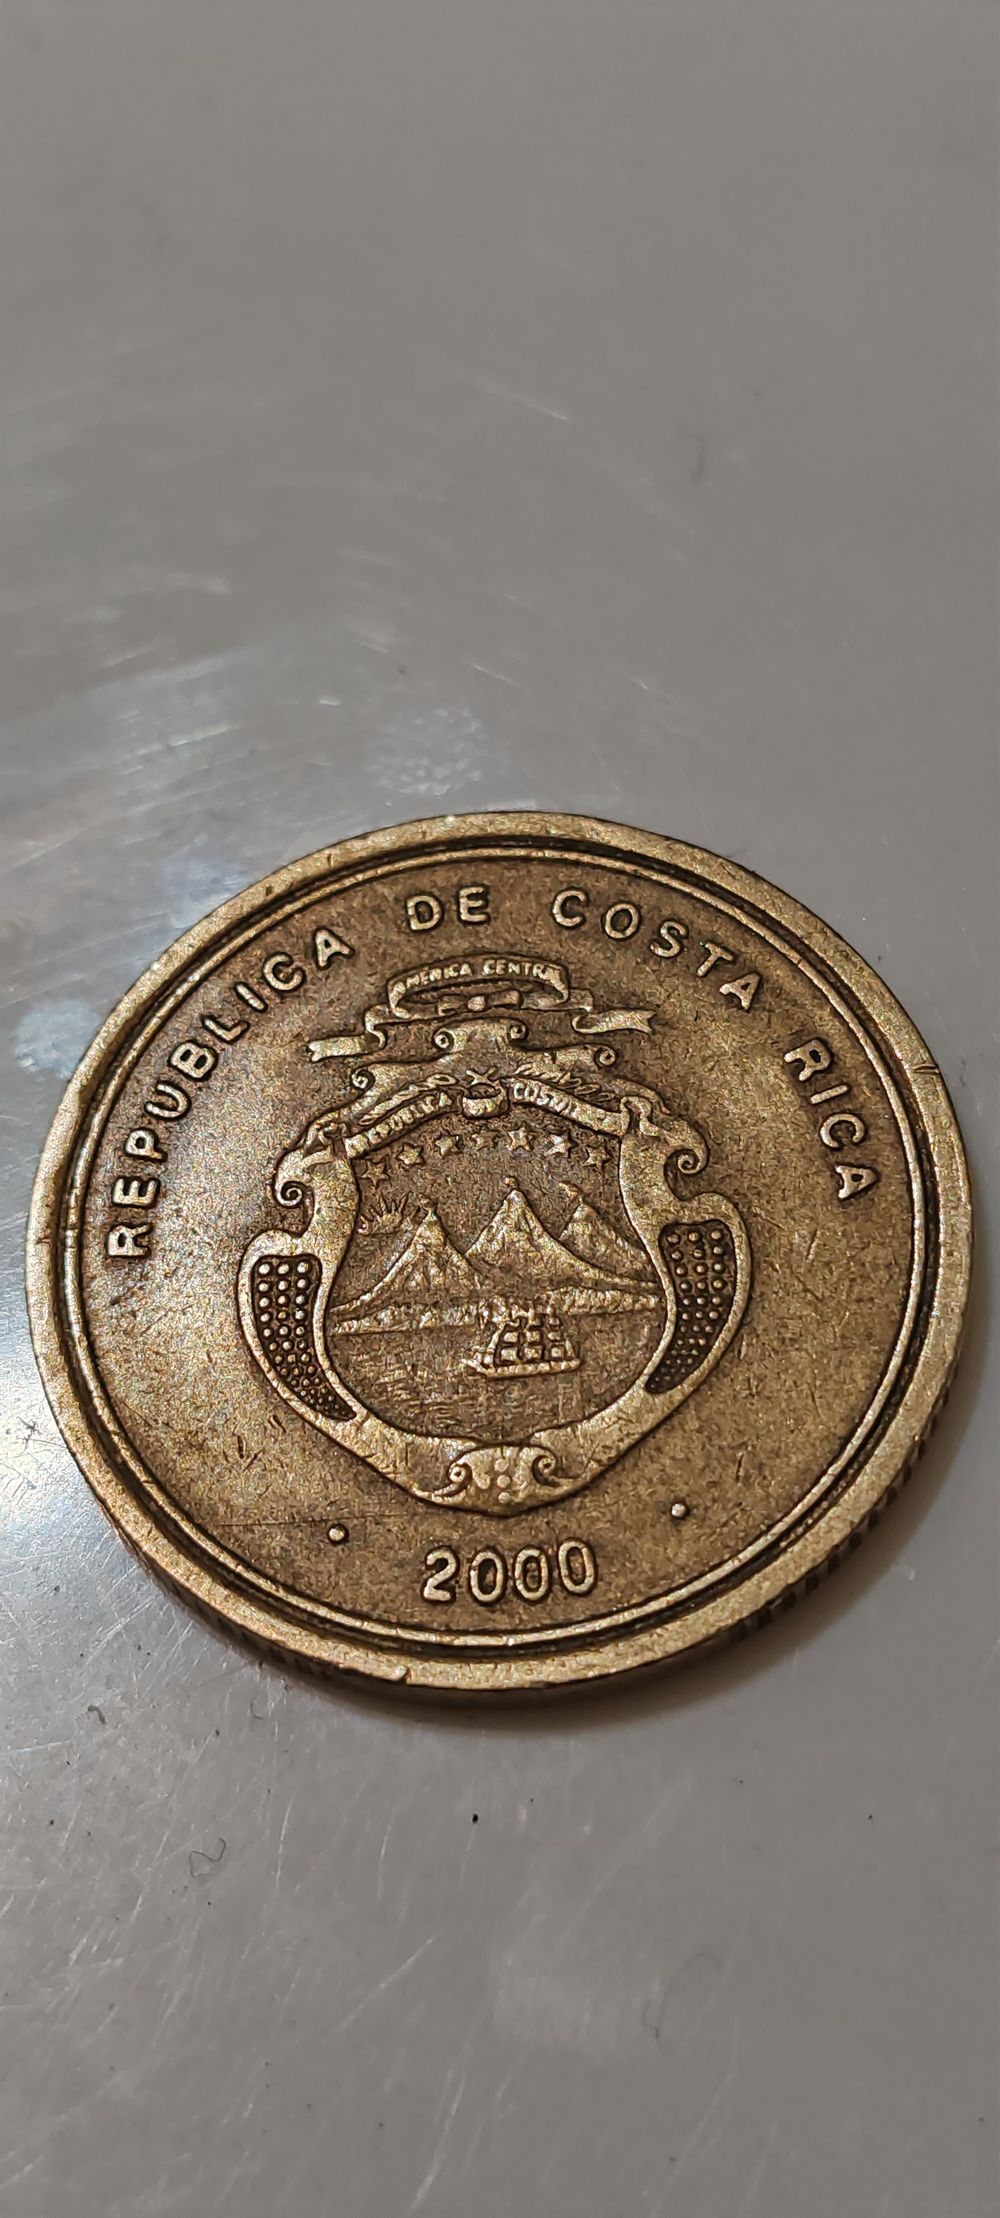 REPUBLICA DE COSTA RICA
AMERICA CENTRAL
2000